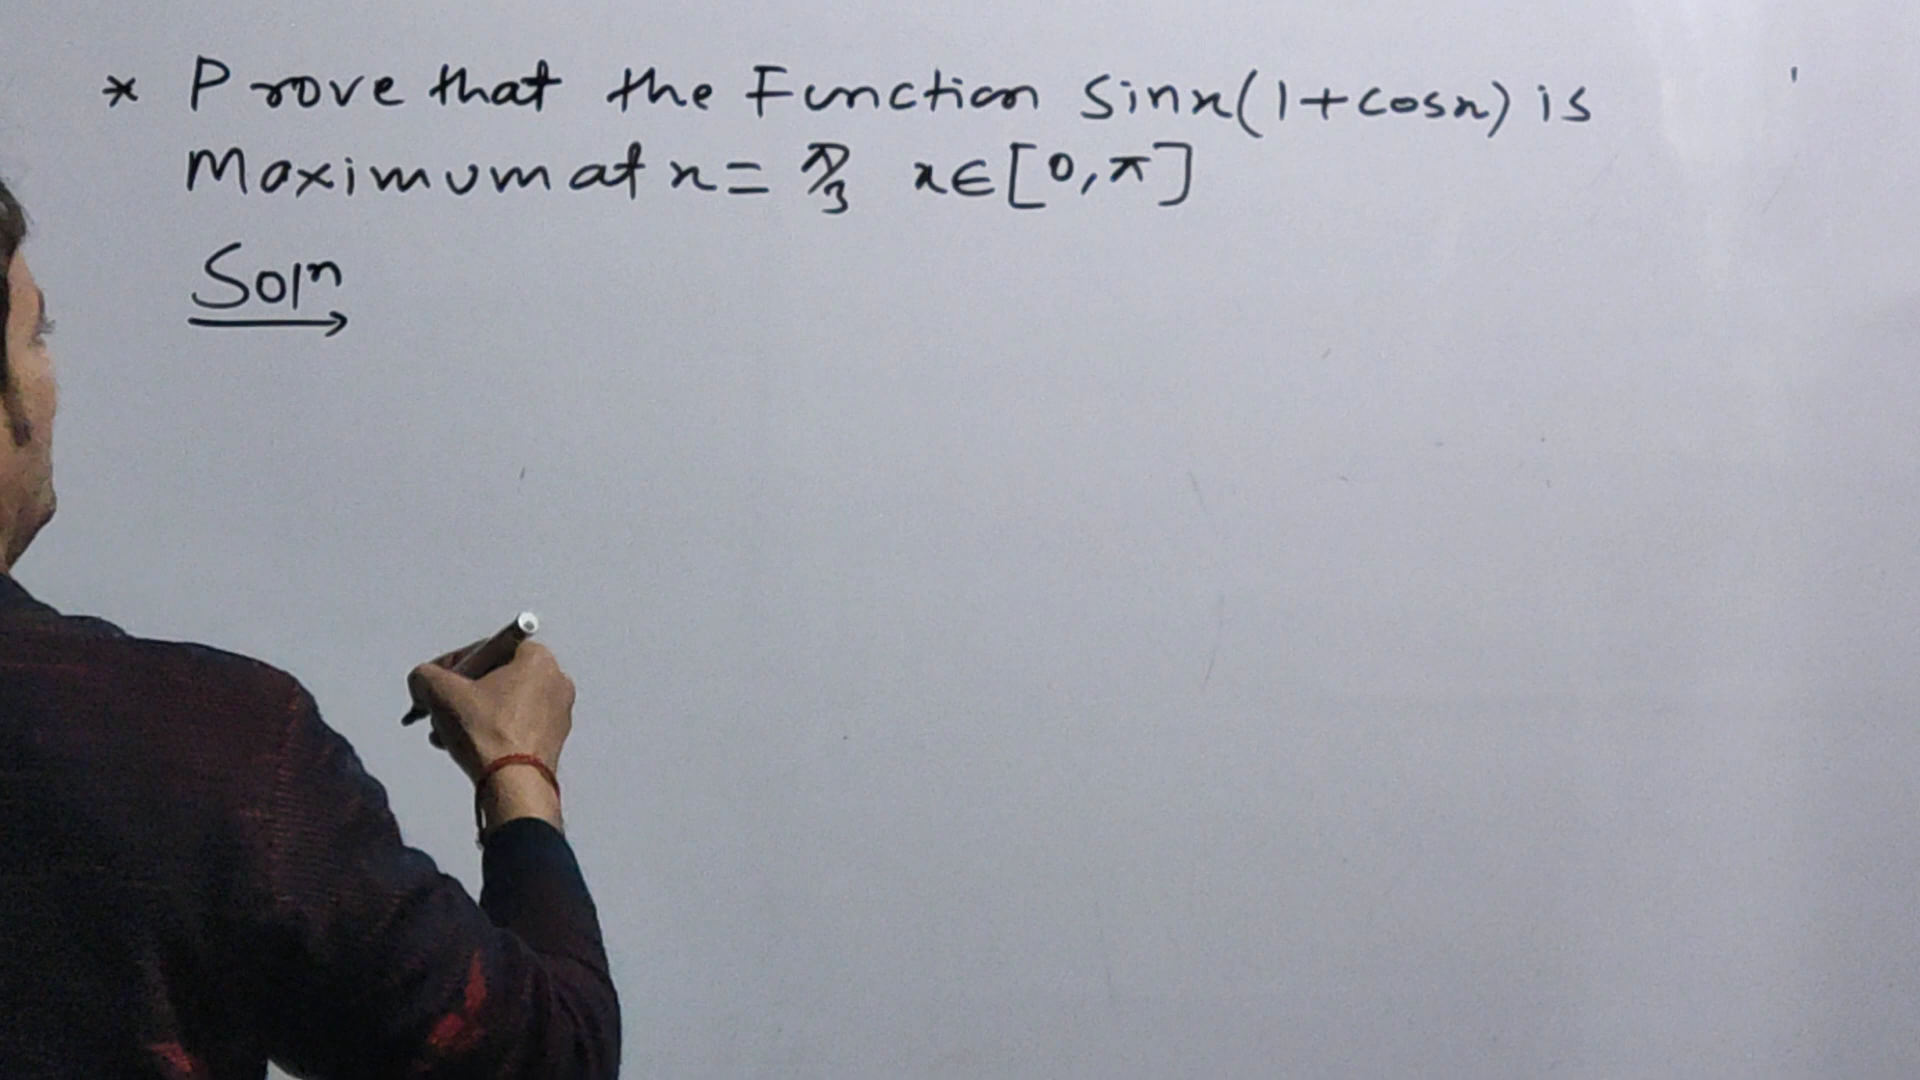 * Prove that the Function sinx(1+cosx) is
Maximum at x = π/3 x∈[0,π]
Solⁿ